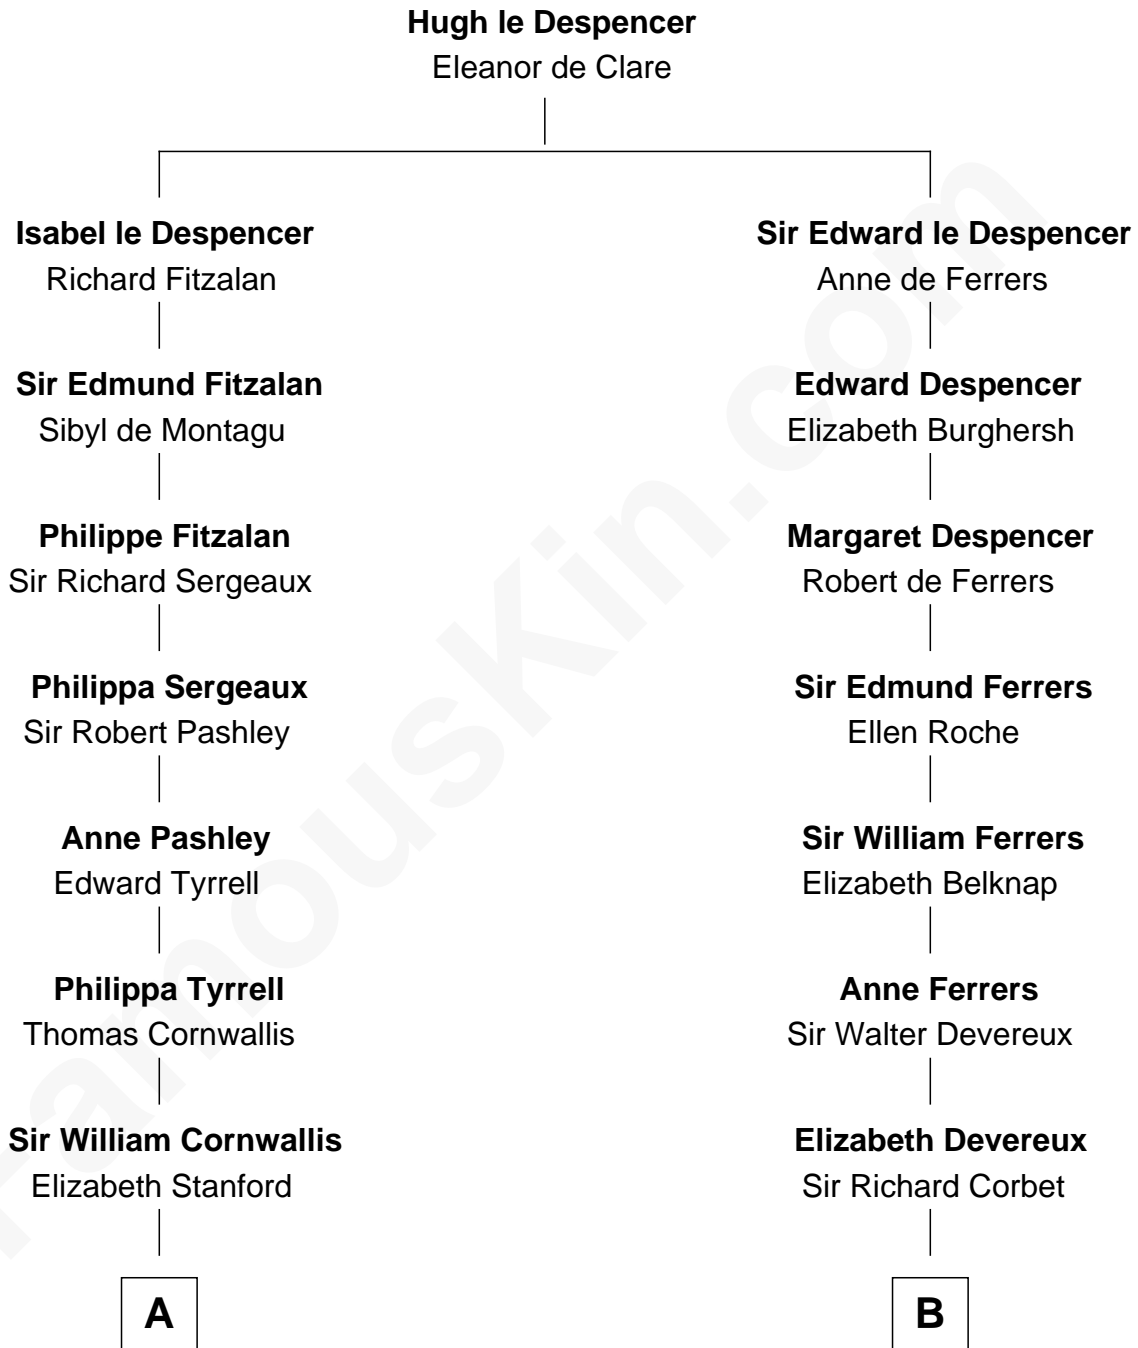 Hugh le Despencer
Eleanor de Clare
Isabel le Despencer
Richard Fitzalan
Sir Edmund Fitzalan
Sibyl de Montagu
Philippe Fitzalan
Sir Richard Sergeaux
Philippa Sergeaux
Sir Robert Pashley
Anne Pashley
Edward Tyrrell
Philippa Tyrrell
Thomas Cornwallis
Sir William Cornwallis
Elizabeth Stanford
A
Sir Edward le Despencer
Anne de Ferrers
Edward Despencer
Elizabeth Burghersh
Margaret Despencer
Robert de Ferrers
Sir Edmund Ferrers
Ellen Roche
Sir William Ferrers
Elizabeth Belknap
Anne Ferrers
Sir Walter Devereux
Elizabeth Devereux
Sir Richard Corbet
B
FamousKin.com